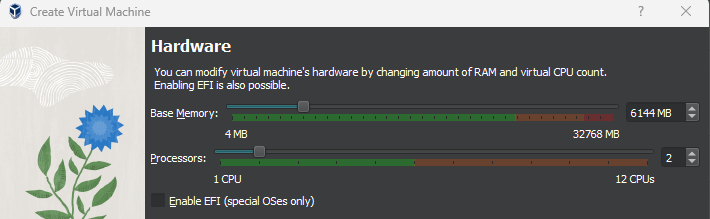 Create Virtual Machine
Hardware
You can modify virtual machine's hardware by changing amount of RAM and virtual CPU count.
Enabling EFI is also possible.
Base Memory: 6144 MB
4 MB 32768 MB
Processors: 2
1 CPU 12 CPUs
Enable EFI (special OSes only)